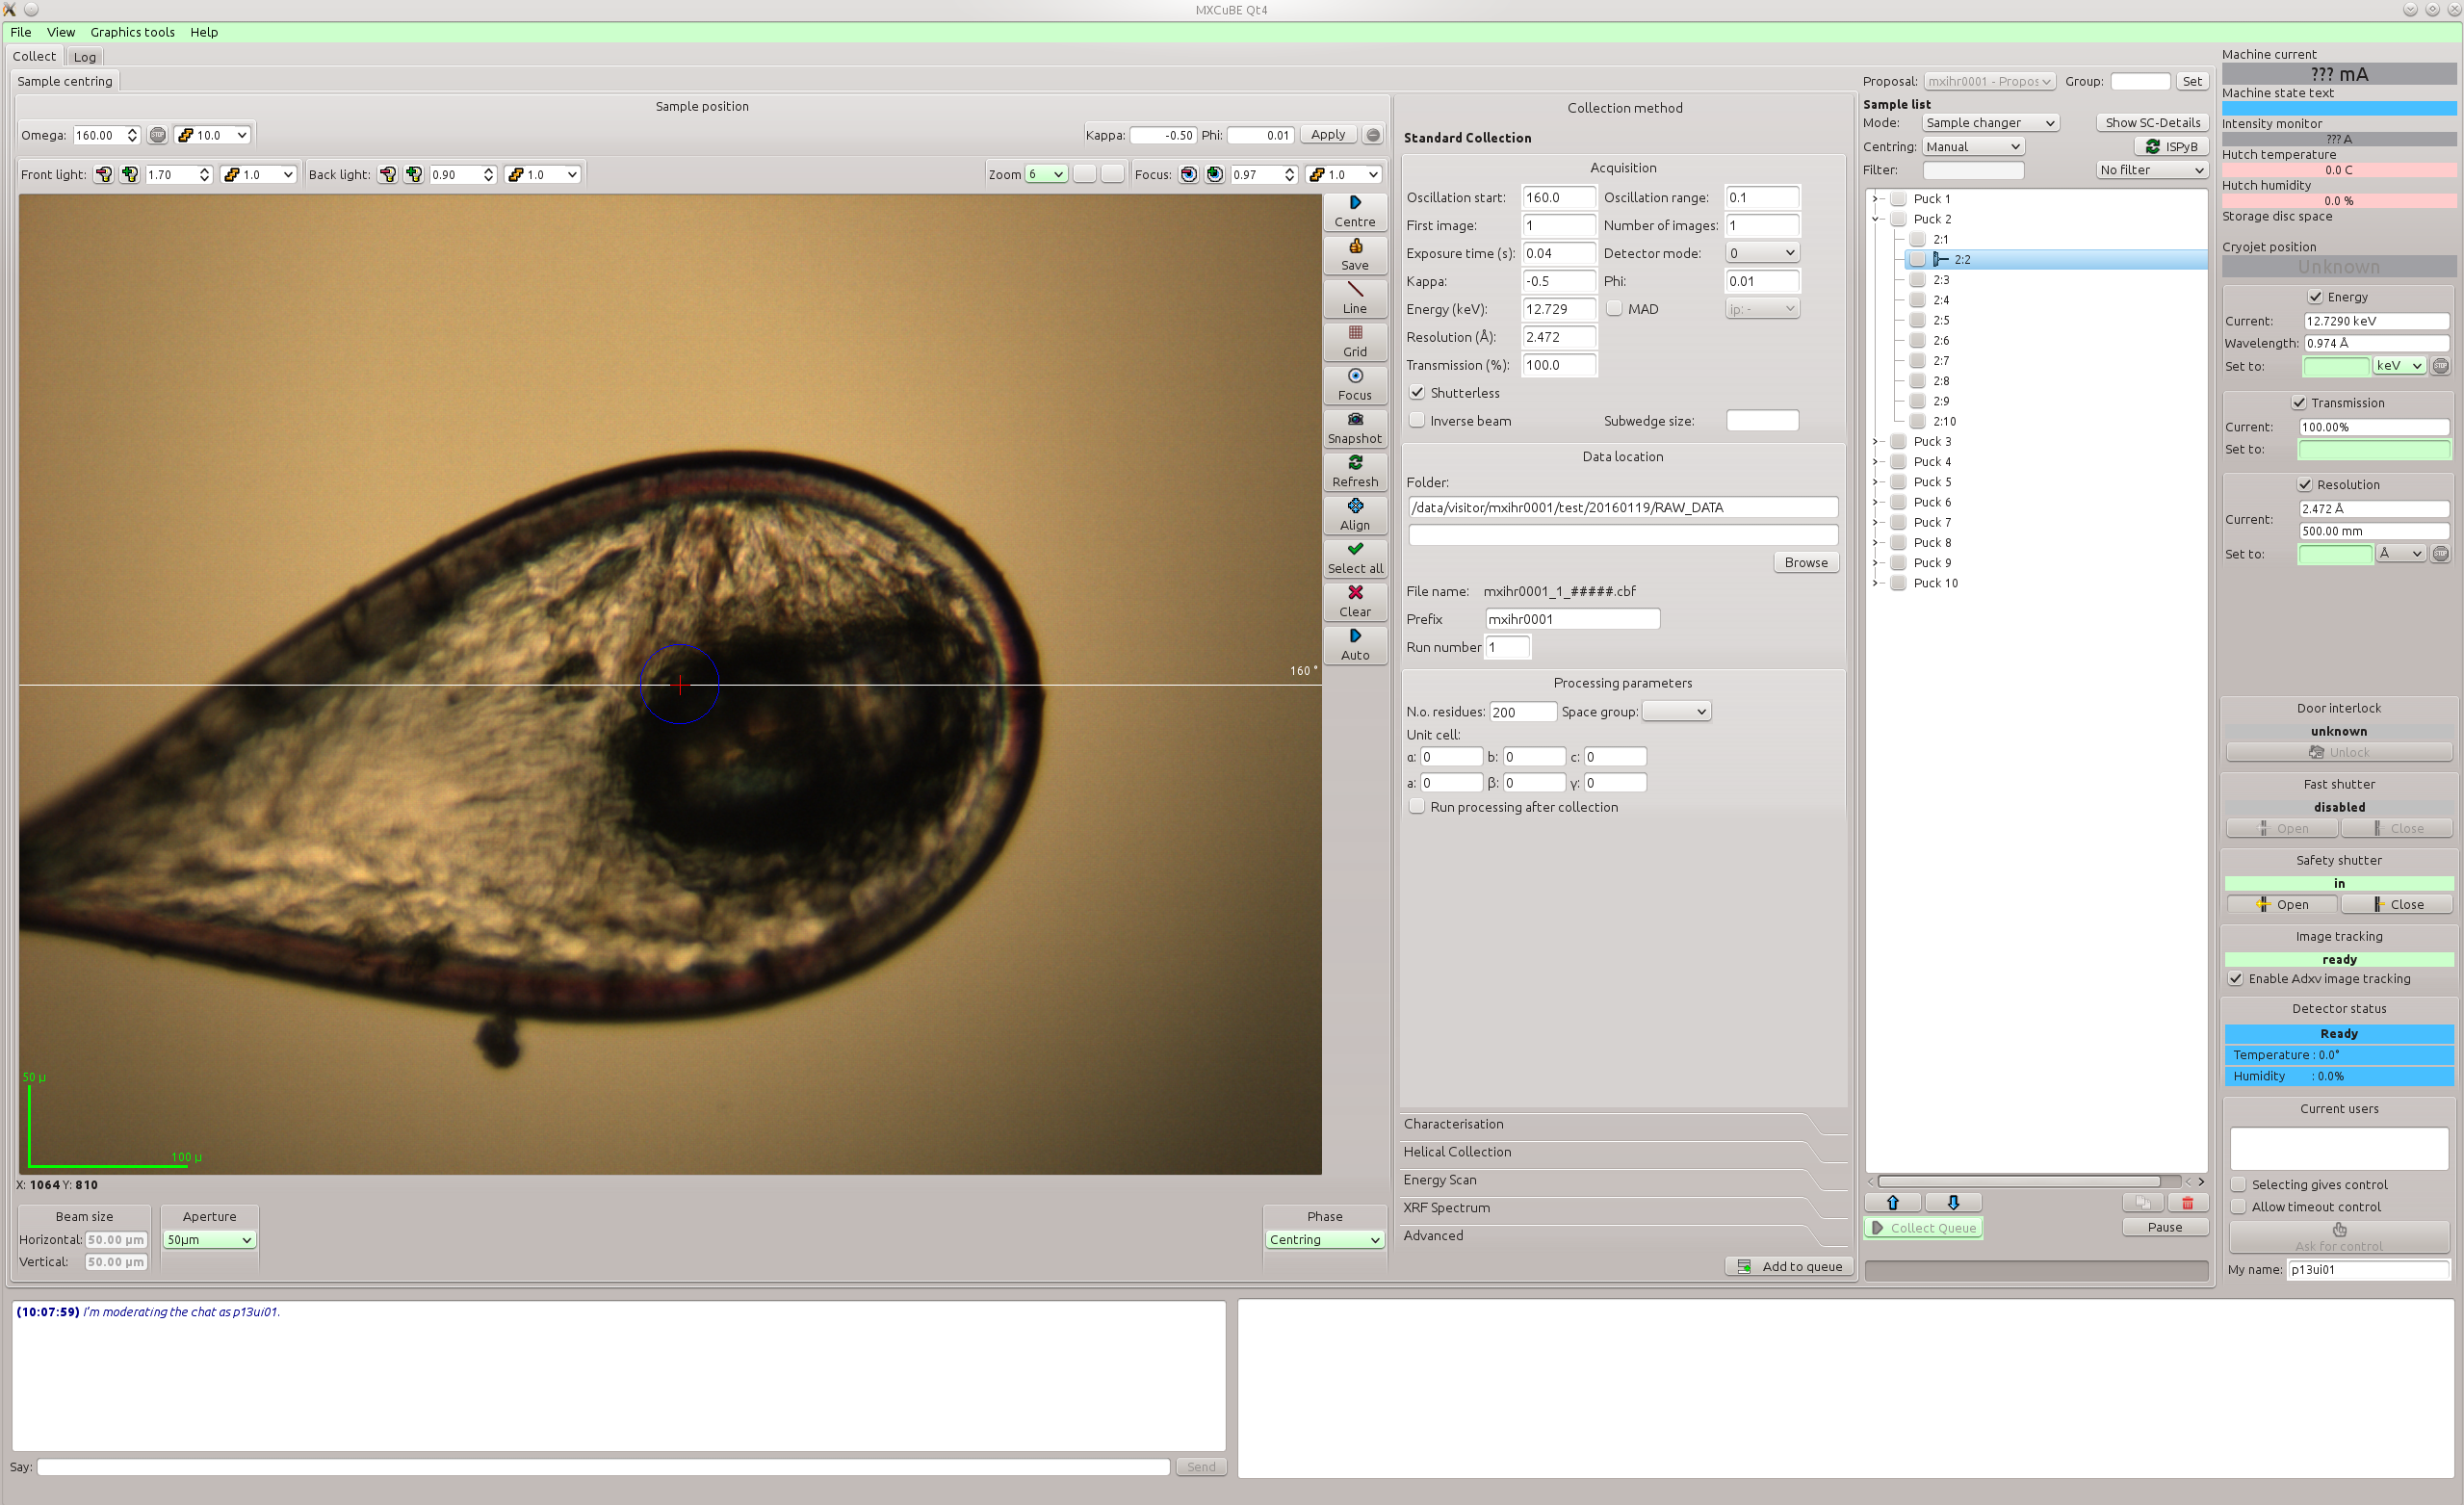 MXCuBE Qt4
File View Graphics tools Help
Collect Log
Sample centring
Sample position
Omega: 160.00 STOP 10.0
Kappa: -0.50 Phi: 0.01 Apply
Front light: 1.70 1.0 Back light: 0.90 1.0 Zoom 6 Focus: 0.97 1.0
Centre
Save
Line
Grid
Focus
Snapshot
Refresh
Align
Select all
Clear
Auto
160 °
50 µ
100 µ
X: 1064 Y: 810
Beam size
Horizontal: 50.00 µm
Vertical: 50.00 µm
Aperture
50µm
Phase
Centring
Collection method
Standard Collection
Acquisition
Oscillation start: 160.0 Oscillation range: 0.1
First image: 1 Number of images: 1
Exposure time (s): 0.04 Detector mode: 0
Kappa: -0.5 Phi: 0.01
Energy (keV): 12.729 MAD ip: -
Resolution (Å): 2.472
Transmission (%): 100.0
Shutterless
Inverse beam Subwedge size:
Data location
Folder:
/data/visitor/mxihr0001/test/20160119/RAW_DATA
Browse
File name: mxihr0001_1_#####.cbf
Prefix mxihr0001
Run number 1
Processing parameters
N.o. residues: 200 Space group:
Unit cell:
α: 0 b: 0 c: 0
a: 0 β: 0 γ: 0
Run processing after collection
Characterisation
Helical Collection
Energy Scan
XRF Spectrum
Advanced
Add to queue
Proposal: mxihr0001 - Propos Group: Set
Sample list
Mode: Sample changer Show SC-Details
Centring: Manual ISPyB
Filter: No filter
Puck 1
Puck 2
2:1
2:2
2:3
2:4
2:5
2:6
2:7
2:8
2:9
2:10
Puck 3
Puck 4
Puck 5
Puck 6
Puck 7
Puck 8
Puck 9
Puck 10
Collect Queue Pause
Machine current
??? mA
Machine state text
Intensity monitor
??? A
Hutch temperature
0.0 C
Hutch humidity
0.0 %
Storage disc space
Cryojet position
Unknown
Energy
Current: 12.7290 keV
Wavelength: 0.974 Å
Set to: keV STOP
Transmission
Current: 100.00%
Set to:
Resolution
Current: 2.472 Å
500.00 mm
Set to: Å STOP
Door interlock
unknown
Unlock
Fast shutter
disabled
Open Close
Safety shutter
in
Open Close
Image tracking
ready
Enable Adxv image tracking
Detector status
Ready
Temperature : 0.0°
Humidity : 0.0%
Current users
Selecting gives control
Allow timeout control
Ask for control
My name: p13ui01
(10:07:59) I'm moderating the chat as p13ui01.
Say: Send